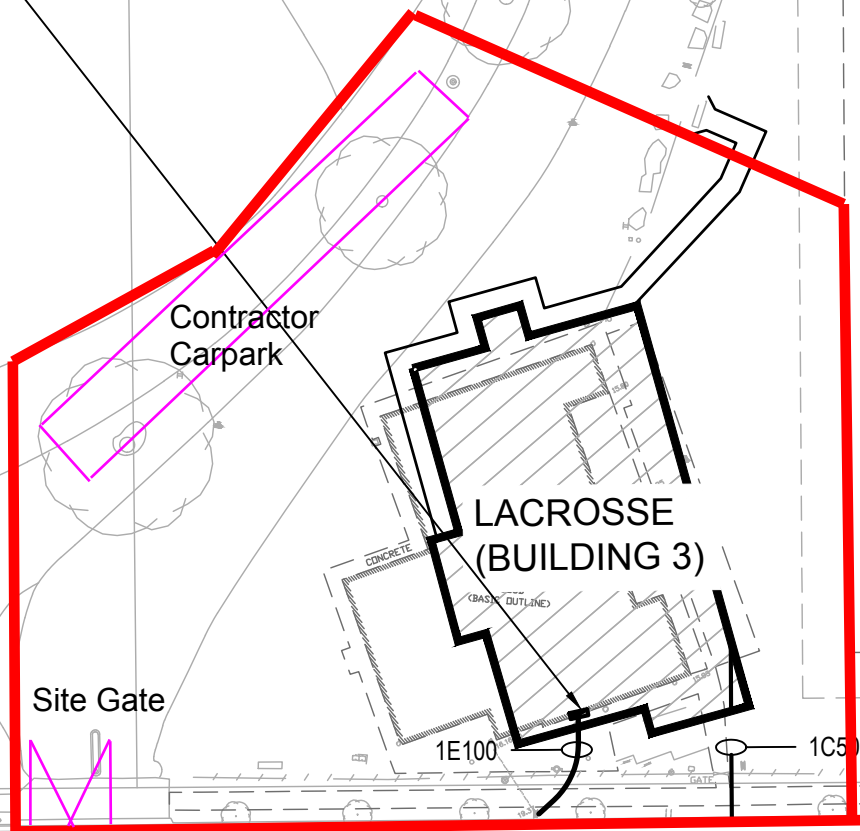 Contractor
Carpark
LACROSSE
(BUILDING 3)
CONCRETE
(BASIC OUTLINE)
Site Gate
1E100
1C50
GATE